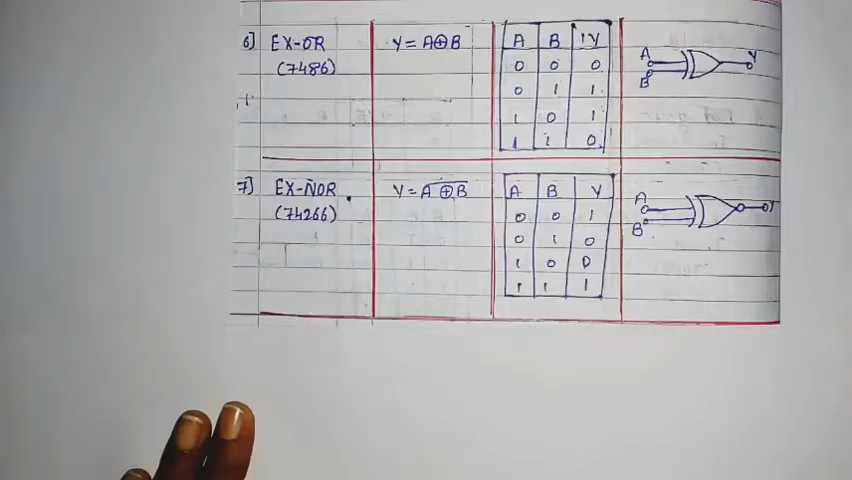 6] EX-OR Y = A⊕B A B Y
(7486) 0 0 0
0 1 1
1 0 1
1 1 0
A Y
B
7] EX-NOR Y = \overline{A⊕B} A B Y
(74266) 0 0 1
0 1 0
1 0 0
1 1 1
A Y
B